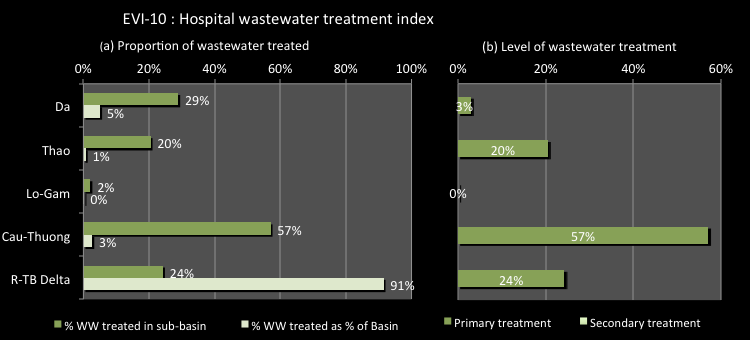 EVI-10 : Hospital wastewater treatment index
(a) Proportion of wastewater treated
0% 20% 40% 60% 80% 100%
Da 29%
5%
Thao 20%
1%
Lo-Gam 2%
0%
Cau-Thuong 57%
3%
R-TB Delta 24%
91%
% WW treated in sub-basin % WW treated as % of Basin
(b) Level of wastewater treatment
0% 20% 40% 60%
3%
20%
0%
57%
24%
Primary treatment Secondary treatment